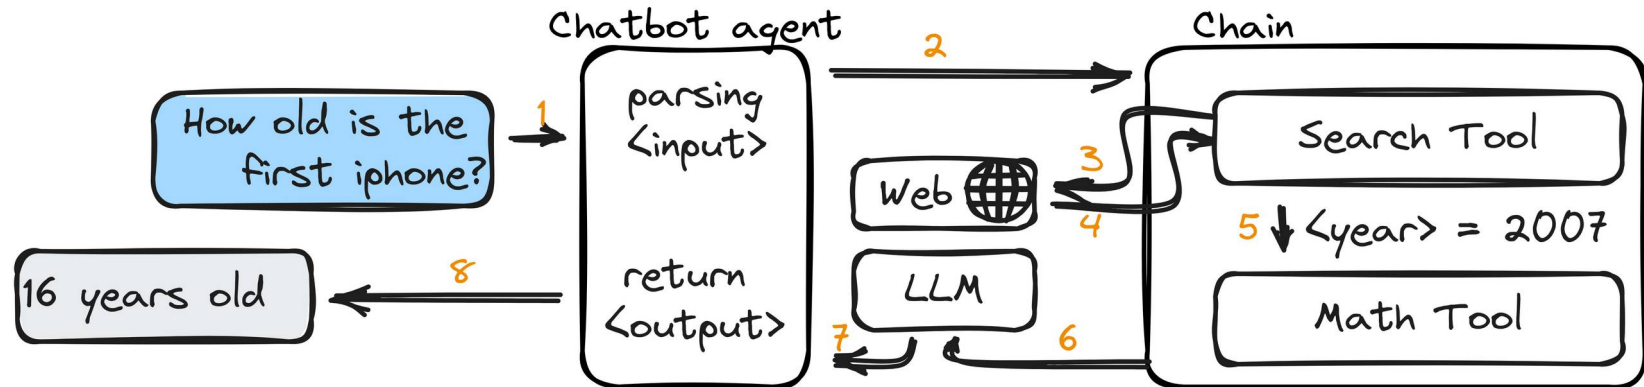 Chatbot agent
2
Chain
How old is the
first iphone?
1
parsing
<input>
Search Tool
3
Web
4
5
<year> = 2007
16 years old
8
return
<output>
LLM
Math Tool
7
6